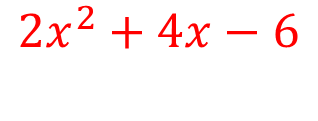 2x² + 4x − 6